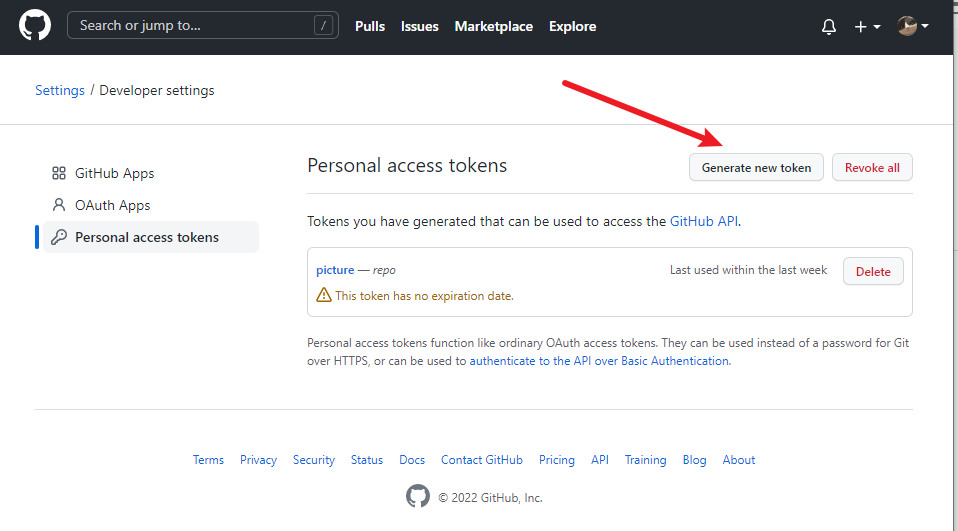 Search or jump to... /
Pulls Issues Marketplace Explore
Settings / Developer settings
GitHub Apps
OAuth Apps
Personal access tokens
Personal access tokens
Generate new token
Revoke all
Tokens you have generated that can be used to access the GitHub API.
picture — repo
Last used within the last week
Delete
This token has no expiration date.
Personal access tokens function like ordinary OAuth access tokens. They can be used instead of a password for Git
over HTTPS, or can be used to authenticate to the API over Basic Authentication.
Terms Privacy Security Status Docs Contact GitHub Pricing API Training Blog About
© 2022 GitHub, Inc.